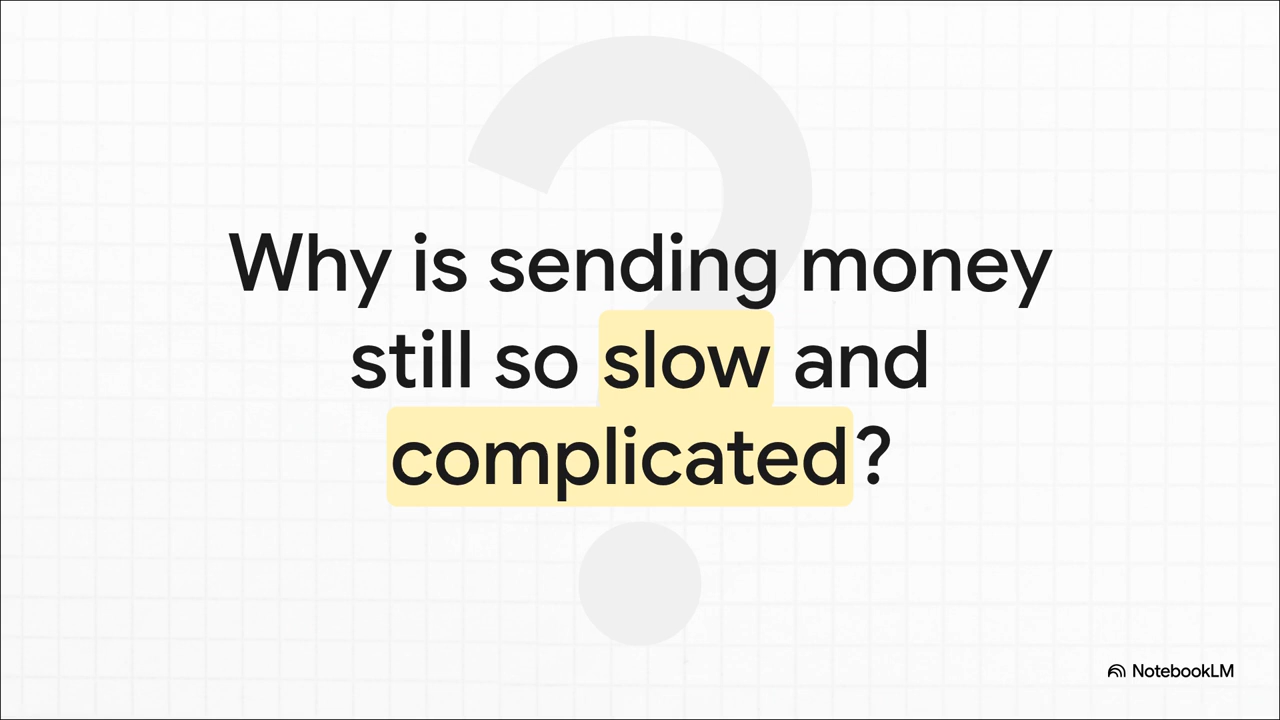 Why is sending money
still so slow and
complicated?
NotebookLM